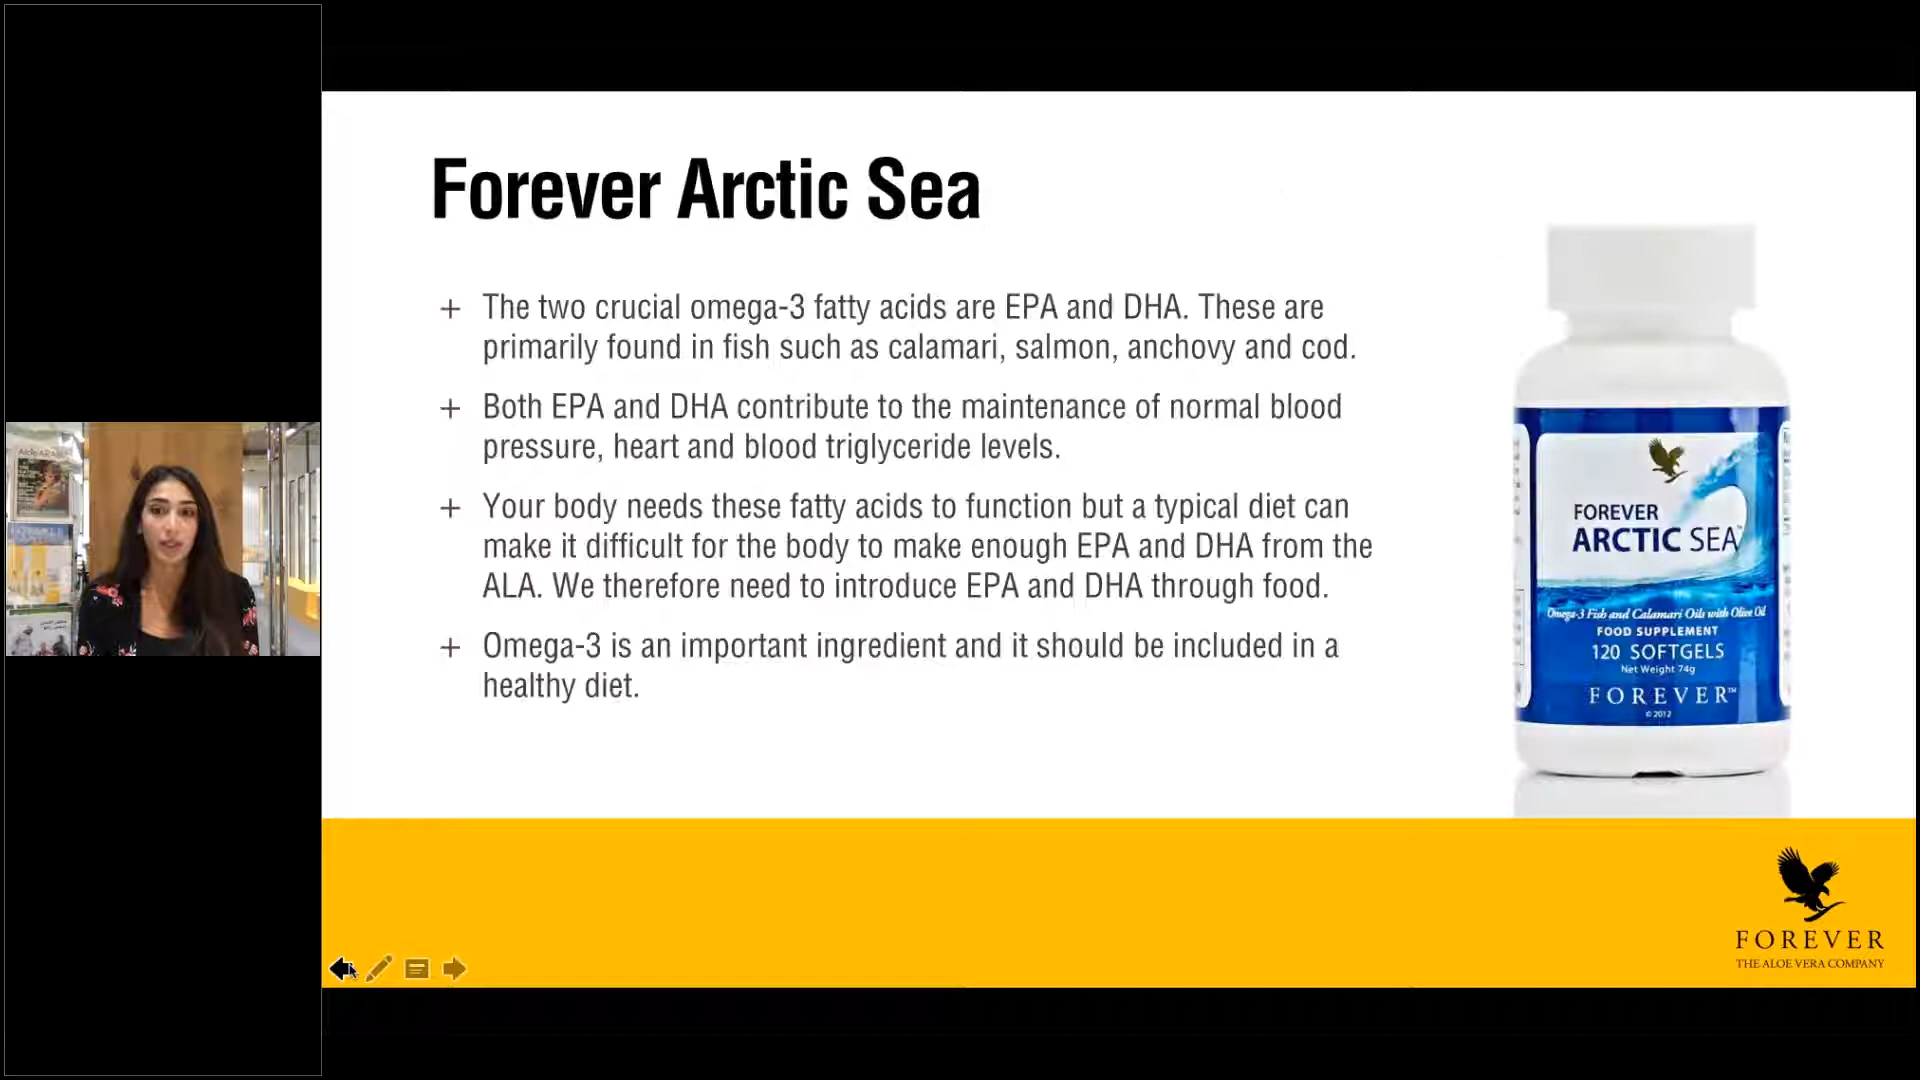 Forever Arctic Sea
+ The two crucial omega-3 fatty acids are EPA and DHA. These are
primarily found in fish such as calamari, salmon, anchovy and cod.
+ Both EPA and DHA contribute to the maintenance of normal blood
pressure, heart and blood triglyceride levels.
+ Your body needs these fatty acids to function but a typical diet can
make it difficult for the body to make enough EPA and DHA from the
ALA. We therefore need to introduce EPA and DHA through food.
+ Omega-3 is an important ingredient and it should be included in a
healthy diet.
FOREVER
ARCTIC SEA™
Omega-3 Fish and Calamari Oils with Olive Oil
FOOD SUPPLEMENT
120 SOFTGELS
Net Weight 74g
FOREVER™
© 2012
FOREVER
THE ALOE VERA COMPANY